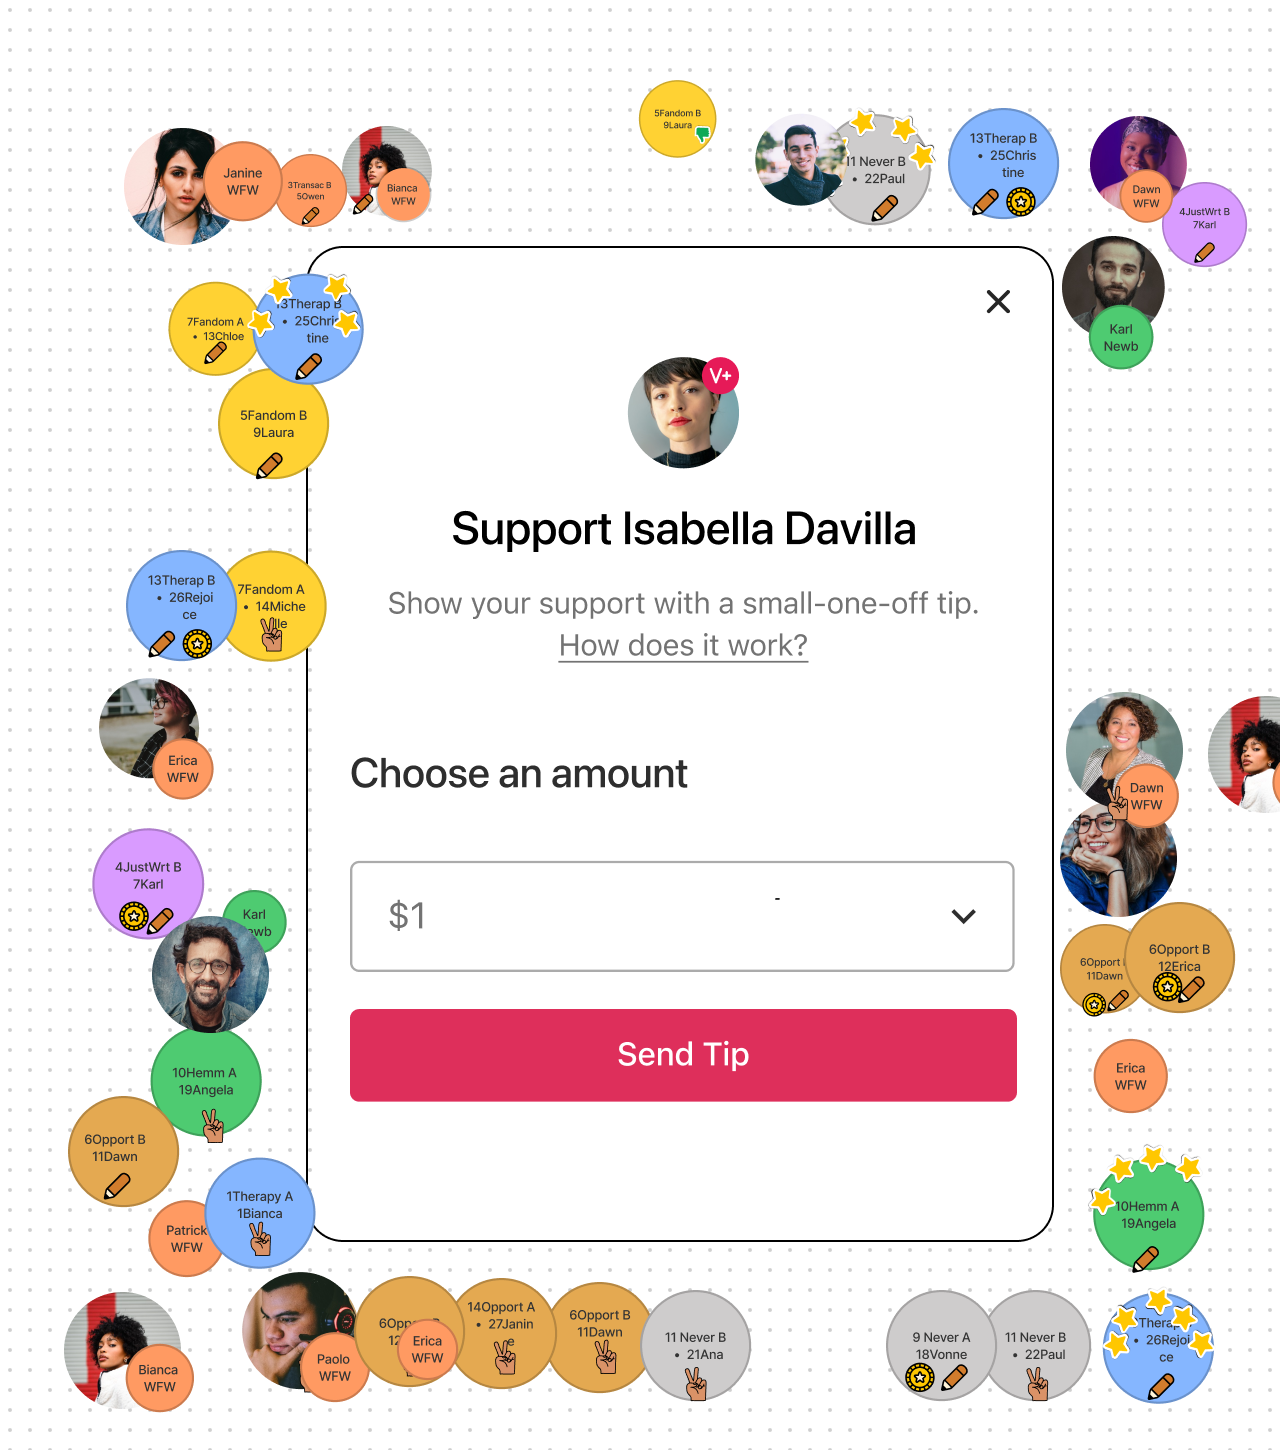 5Fandom B
9Laura
Janine
WFW
3Transac B
5Owen
Bianca
WFW
11 Never B
• 22Paul
13Therap B
• 25Chris
tine
Dawn
WFW
4JustWrt B
7Karl
Karl
Newb
7Fandom A
• 13Chloe
13Therap B
• 25Chris
tine
5Fandom B
9Laura
V+
Support Isabella Davilla
Show your support with a small-one-off tip.
How does it work?
13Therap B
• 26Rejoi
ce
7Fandom A
• 14Miche
lle
Erica
WFW
Choose an amount
Dawn
WFW
4JustWrt B
7Karl
Karl
Newb
$1
-
6Opport B
11Dawn
6Opport B
12Erica
Send Tip
10Hemm A
19Angela
Erica
WFW
6Opport B
11Dawn
1Therapy A
1Bianca
Patrick
WFW
10Hemm A
19Angela
Bianca
WFW
Paolo
WFW
6Oppo
12
Erica
WFW
14Opport A
• 27Janin
e
6Opport B
11Dawn
11 Never B
• 21Ana
9 Never A
18Vonne
11 Never B
• 22Paul
Therap
• 26Rejoi
ce